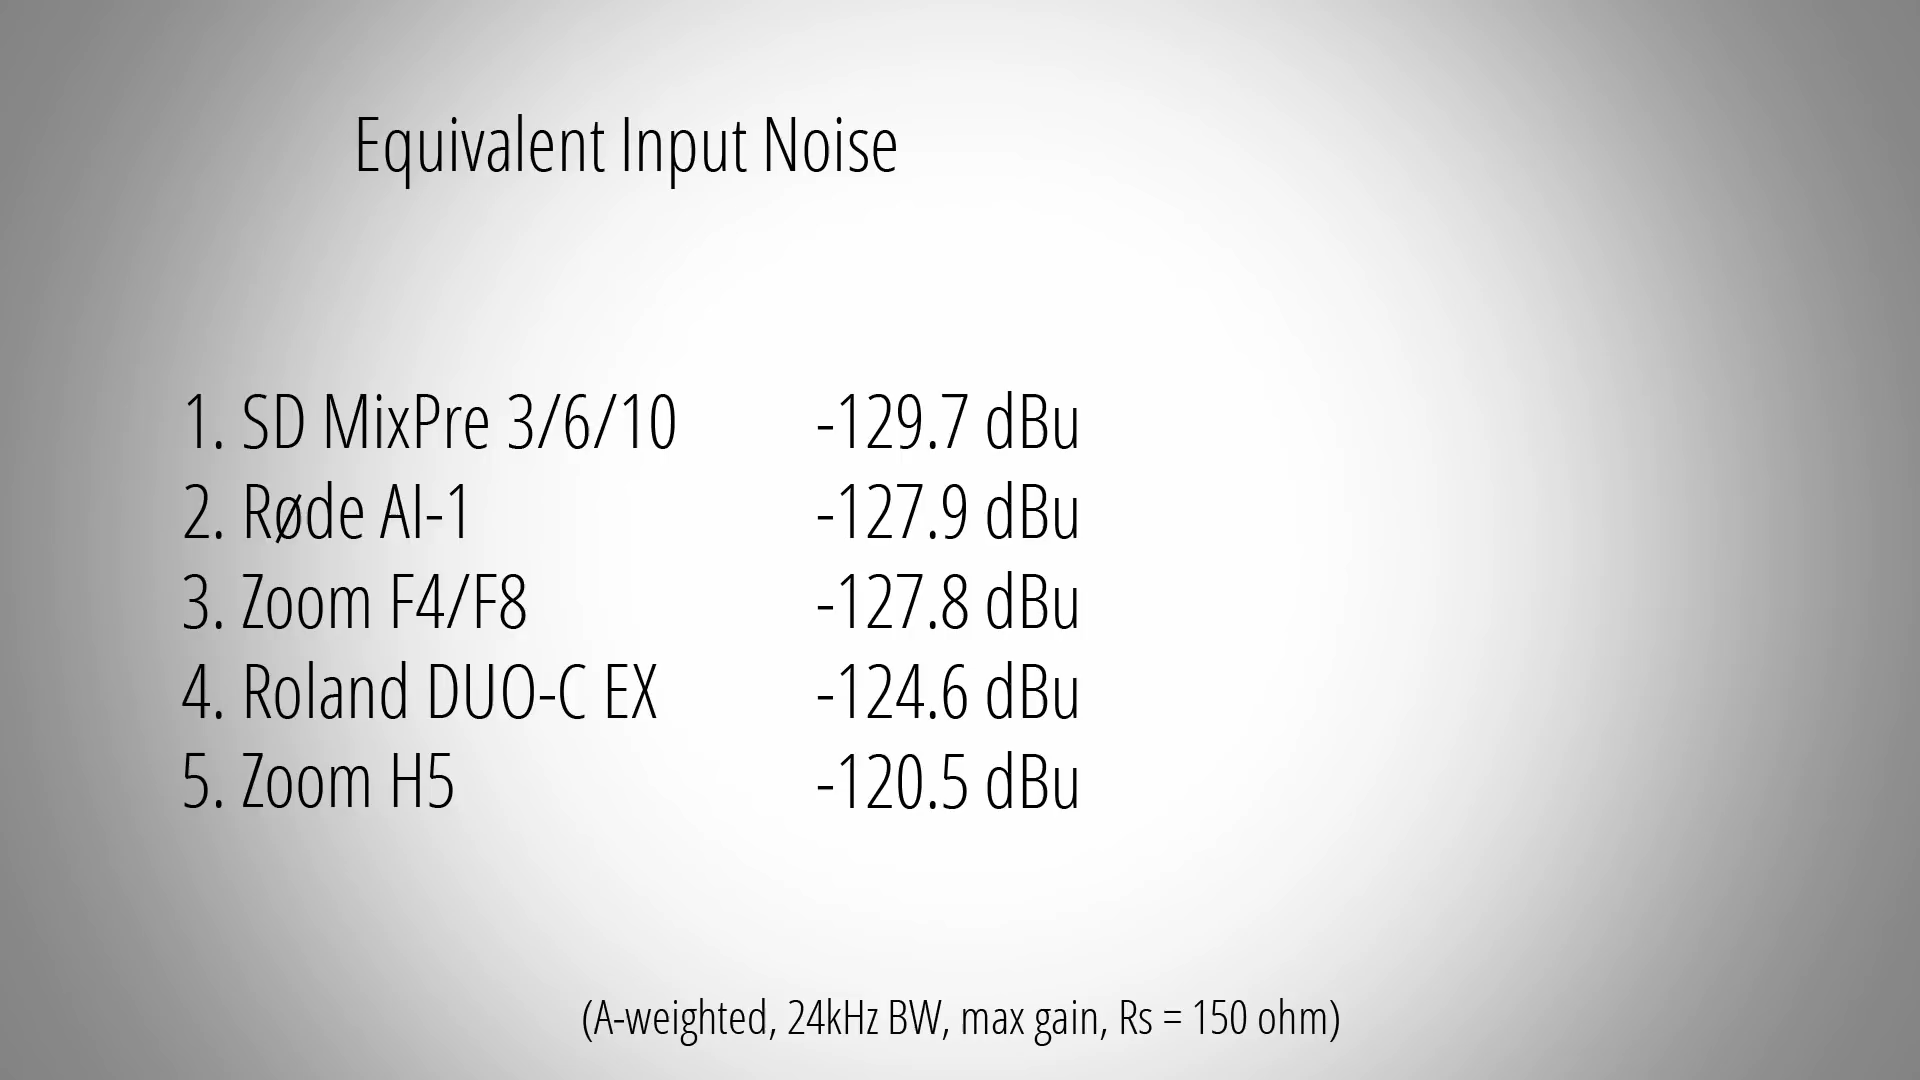 Equivalent Input Noise
1. SD MixPre 3/6/10 -129.7 dBu
2. Røde AI-1 -127.9 dBu
3. Zoom F4/F8 -127.8 dBu
4. Roland DUO-C EX -124.6 dBu
5. Zoom H5 -120.5 dBu
(A-weighted, 24kHz BW, max gain, Rs = 150 ohm)